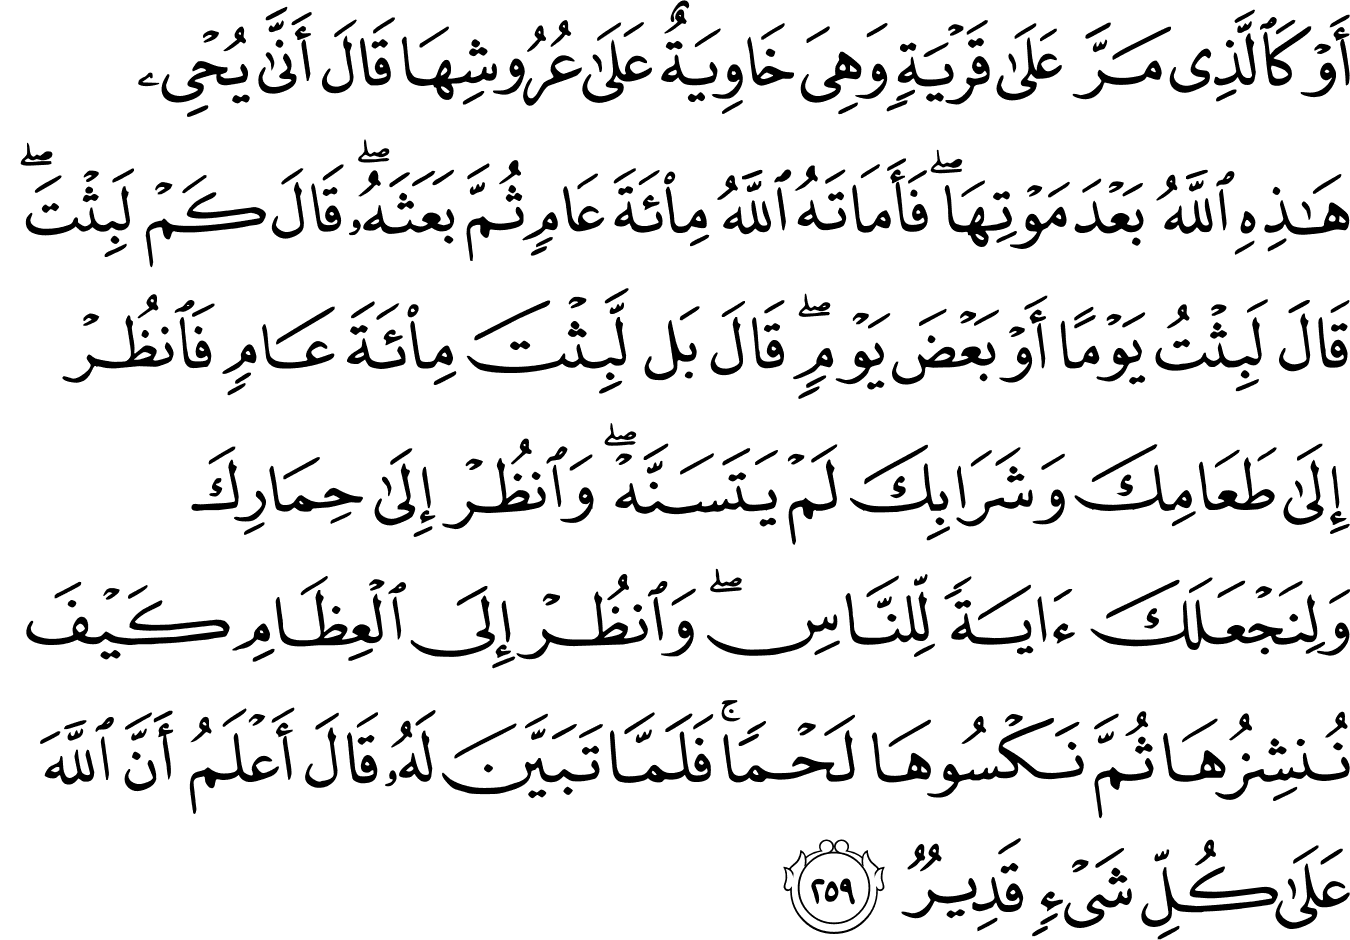 أَوْ كَٱلَّذِى مَرَّ عَلَىٰ قَرْيَةٍ وَهِىَ خَاوِيَةٌ عَلَىٰ عُرُوشِهَا قَالَ أَنَّىٰ يُحْىِۦ
هَـٰذِهِ ٱللَّهُ بَعْدَ مَوْتِهَا ۖ فَأَمَاتَهُ ٱللَّهُ مِا۟ئَةَ عَامٍ ثُمَّ بَعَثَهُۥ ۖ قَالَ كَمْ لَبِثْتَ ۖ
قَالَ لَبِثْتُ يَوْمًا أَوْ بَعْضَ يَوْمٍ ۖ قَالَ بَل لَّبِثْتَ مِا۟ئَةَ عَامٍ فَٱنظُرْ
إِلَىٰ طَعَامِكَ وَشَرَابِكَ لَمْ يَتَسَنَّهْ ۖ وَٱنظُرْ إِلَىٰ حِمَارِكَ
وَلِنَجْعَلَكَ ءَايَةً لِّلنَّاسِ ۖ وَٱنظُرْ إِلَى ٱلْعِظَامِ كَيْفَ
نُنشِزُهَا ثُمَّ نَكْسُوهَا لَحْمًا ۚ فَلَمَّا تَبَيَّنَ لَهُۥ قَالَ أَعْلَمُ أَنَّ ٱللَّهَ
عَلَىٰ كُلِّ شَىْءٍ قَدِيرٌ ٢٥٩